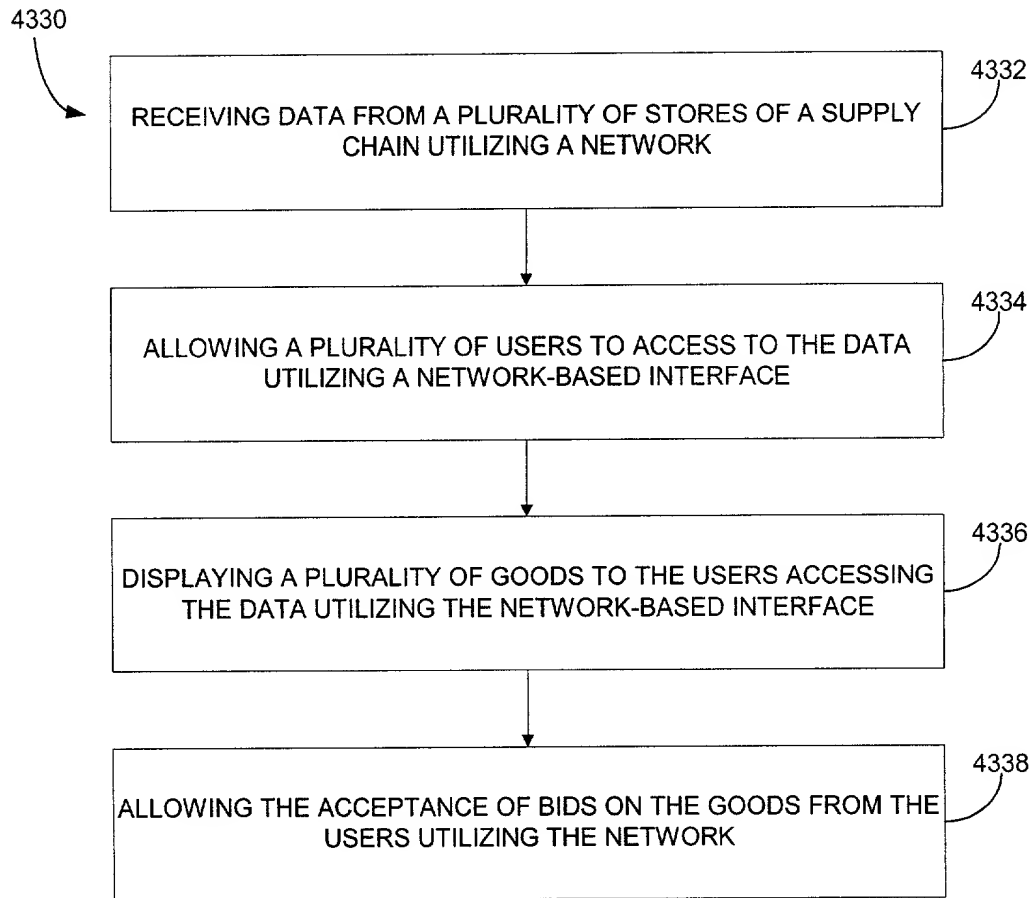 4330
4332
RECEIVING DATA FROM A PLURALITY OF STORES OF A SUPPLY
CHAIN UTILIZING A NETWORK
4334
ALLOWING A PLURALITY OF USERS TO ACCESS TO THE DATA
UTILIZING A NETWORK-BASED INTERFACE
4336
DISPLAYING A PLURALITY OF GOODS TO THE USERS ACCESSING
THE DATA UTILIZING THE NETWORK-BASED INTERFACE
4338
ALLOWING THE ACCEPTANCE OF BIDS ON THE GOODS FROM THE
USERS UTILIZING THE NETWORK